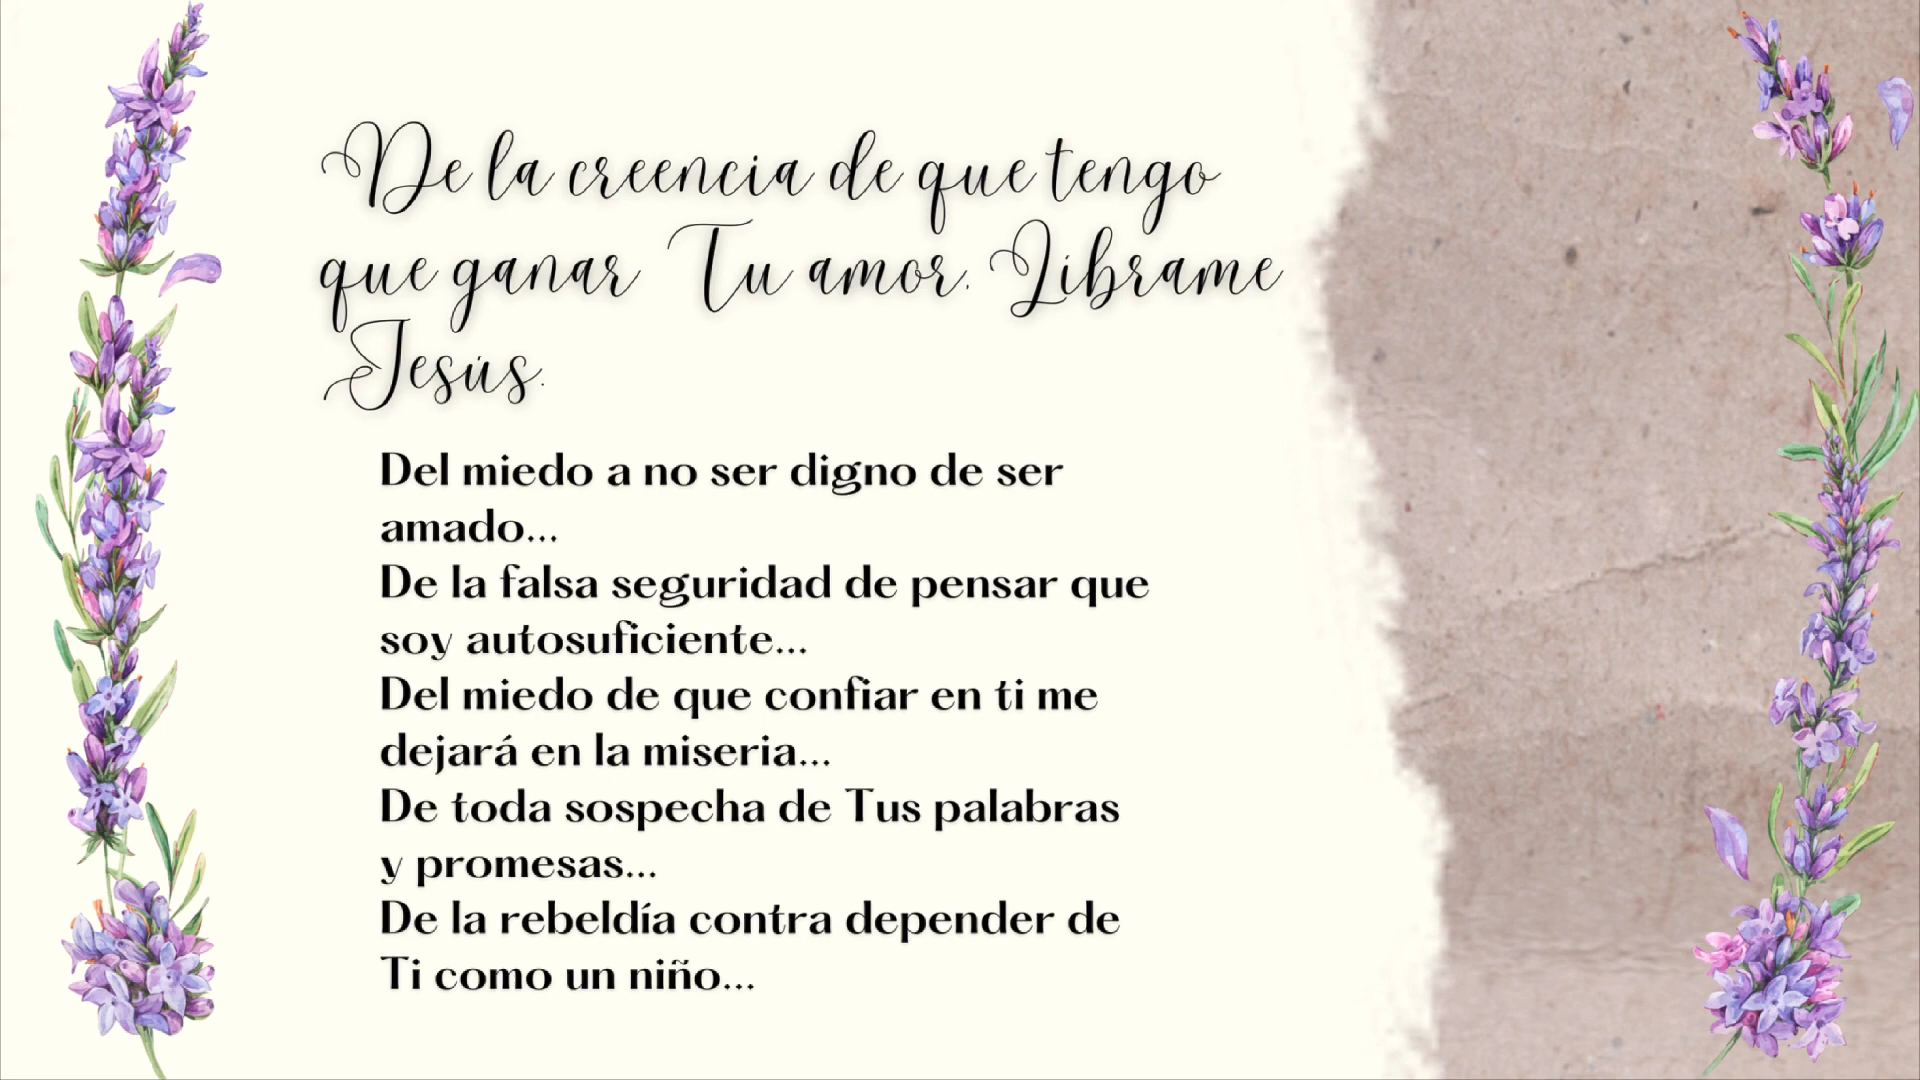 De la creencia de que tengo
que ganar Tu amor. Librame
Jesús.
Del miedo a no ser digno de ser
amado...
De la falsa seguridad de pensar que
soy autosuficiente...
Del miedo de que confiar en ti me
dejará en la miseria...
De toda sospecha de Tus palabras
y promesas...
De la rebeldía contra depender de
Ti como un niño...